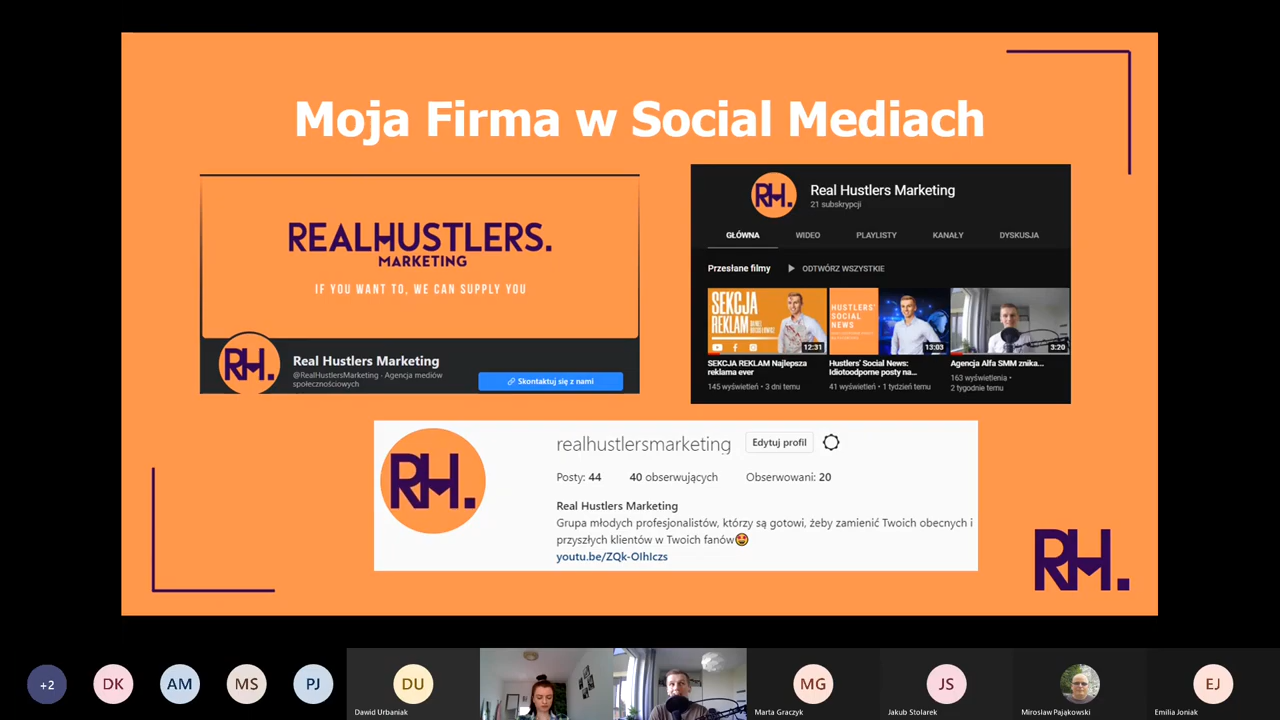 Moja Firma w Social Mediach
REALHUSTLERS.
MARKETING
IF YOU WANT TO, WE CAN SUPPLY YOU
RH.
Real Hustlers Marketing
@RealHustlersMarketing · Agencja mediów
społecznościowych
Skontaktuj się z nami
RH.
Real Hustlers Marketing
21 subskrypcji
GŁÓWNA WIDEO PLAYLISTY KANAŁY DYSKUSJA
Przesłane filmy ODTWÓRZ WSZYSTKIE
SEKCJA
REKLAM
12:31
HUSTLERS'
SOCIAL
NEWS
13:03
3:20
SEKCJA REKLAM Najlepsza
reklama ever
145 wyświetleń • 3 dni temu
Hustlers' Social News:
Idiotoodporne posty na...
41 wyświetleń • 1 tydzień temu
Agencja Alfa SMM znika...
163 wyświetlenia •
2 tygodnie temu
RH.
realhustlersmarketing Edytuj profil
Posty: 44 40 obserwujących Obserwowani: 20
Real Hustlers Marketing
Grupa młodych profesjonalistów, którzy są gotowi, żeby zamienić Twoich obecnych i
przyszłych klientów w Twoich fanów🤩
youtu.be/ZQk-OIhIczs
RH.
+2 DK AM MS PJ DU MG JS EJ
Dawid Urbaniak Marta Graczyk Jakub Stolarek Mirosław Pająkowski Emilia Joniak